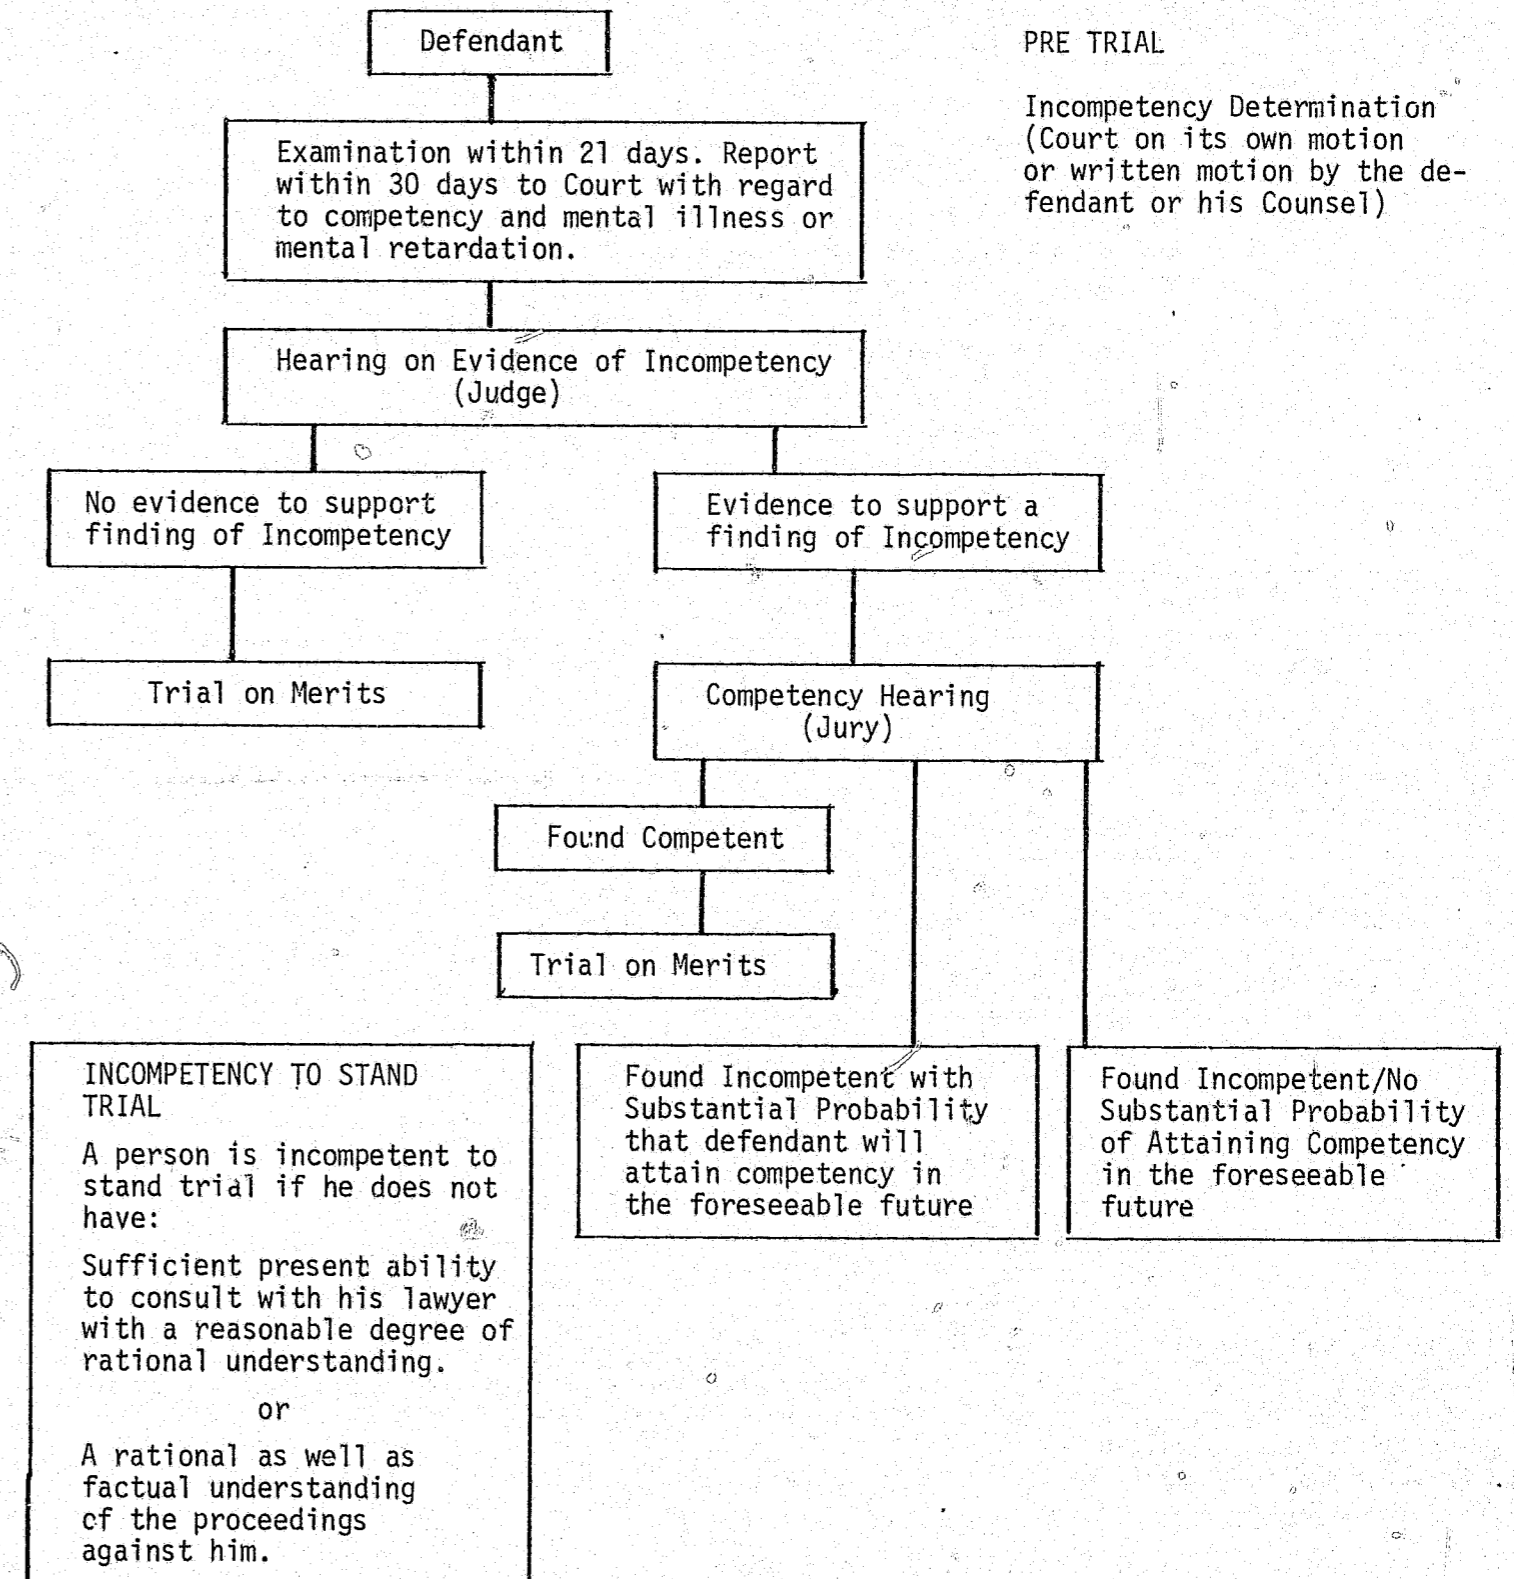 Defendant
PRE TRIAL
Incompetency Determination
(Court on its own motion
or written motion by the de-
fendant or his Counsel)
Examination within 21 days. Report
within 30 days to Court with regard
to competency and mental illness or
mental retardation.
Hearing on Evidence of Incompetency
(Judge)
No evidence to support
finding of Incompetency
Evidence to support a
finding of Incompetency
Trial on Merits
Competency Hearing
(Jury)
Found Competent
Trial on Merits
INCOMPETENCY TO STAND
TRIAL
A person is incompetent to
stand trial if he does not
have:
Sufficient present ability
to consult with his lawyer
with a reasonable degree of
rational understanding.
or
A rational as well as
factual understanding
of the proceedings
against him.
Found Incompetent with
Substantial Probability
that defendant will
attain competency in
the foreseeable future
Found Incompetent/No
Substantial Probability
of Attaining Competency
in the foreseeable
future